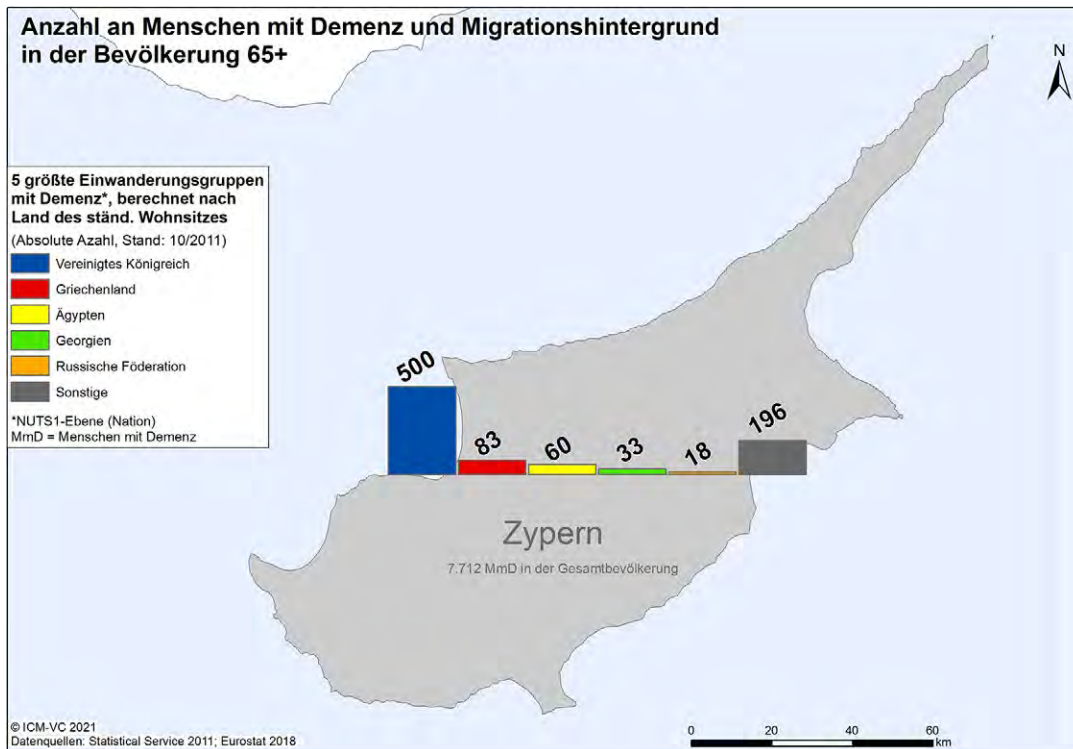 Anzahl an Menschen mit Demenz und Migrationshintergrund
in der Bevölkerung 65+
N
5 größte Einwanderungsgruppen
mit Demenz*, berechnet nach
Land des ständ. Wohnsitzes
(Absolute Azahl, Stand: 10/2011)
Vereinigtes Königreich
Griechenland
Ägypten
Georgien
Russische Föderation
Sonstige
*NUTS1-Ebene (Nation)
MmD = Menschen mit Demenz
500
83
60
33
18
196
Zypern
7.712 MmD in der Gesamtbevölkerung
© ICM-VC 2021
Datenquellen: Statistical Service 2011; Eurostat 2018
0 20 40 60
km